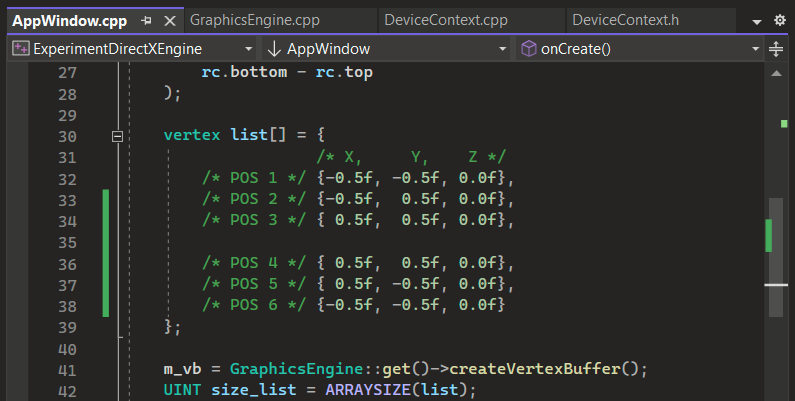 AppWindow.cpp GraphicsEngine.cpp DeviceContext.cpp DeviceContext.h
ExperimentDirectXEngine AppWindow onCreate()
27 rc.bottom - rc.top
28 );
29
30 vertex list[] = {
31 /* X, Y, Z */
32 /* POS 1 */ {-0.5f, -0.5f, 0.0f},
33 /* POS 2 */ {-0.5f, 0.5f, 0.0f},
34 /* POS 3 */ { 0.5f, 0.5f, 0.0f},
35
36 /* POS 4 */ { 0.5f, 0.5f, 0.0f},
37 /* POS 5 */ { 0.5f, -0.5f, 0.0f},
38 /* POS 6 */ {-0.5f, -0.5f, 0.0f}
39 };
40
41 m_vb = GraphicsEngine::get()->createVertexBuffer();
42 UINT size_list = ARRAYSIZE(list);